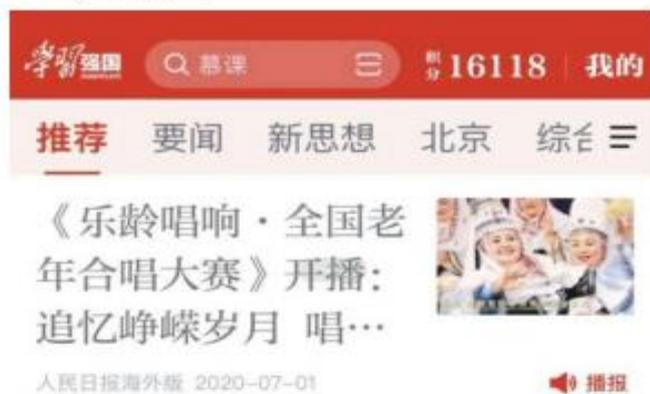 学习强国 慕课 积分 16118 我的
推荐 要闻 新思想 北京 综合
《乐龄唱响·全国老
年合唱大赛》开播：
追忆峥嵘岁月 唱…
人民日报海外版 2020-07-01 播报